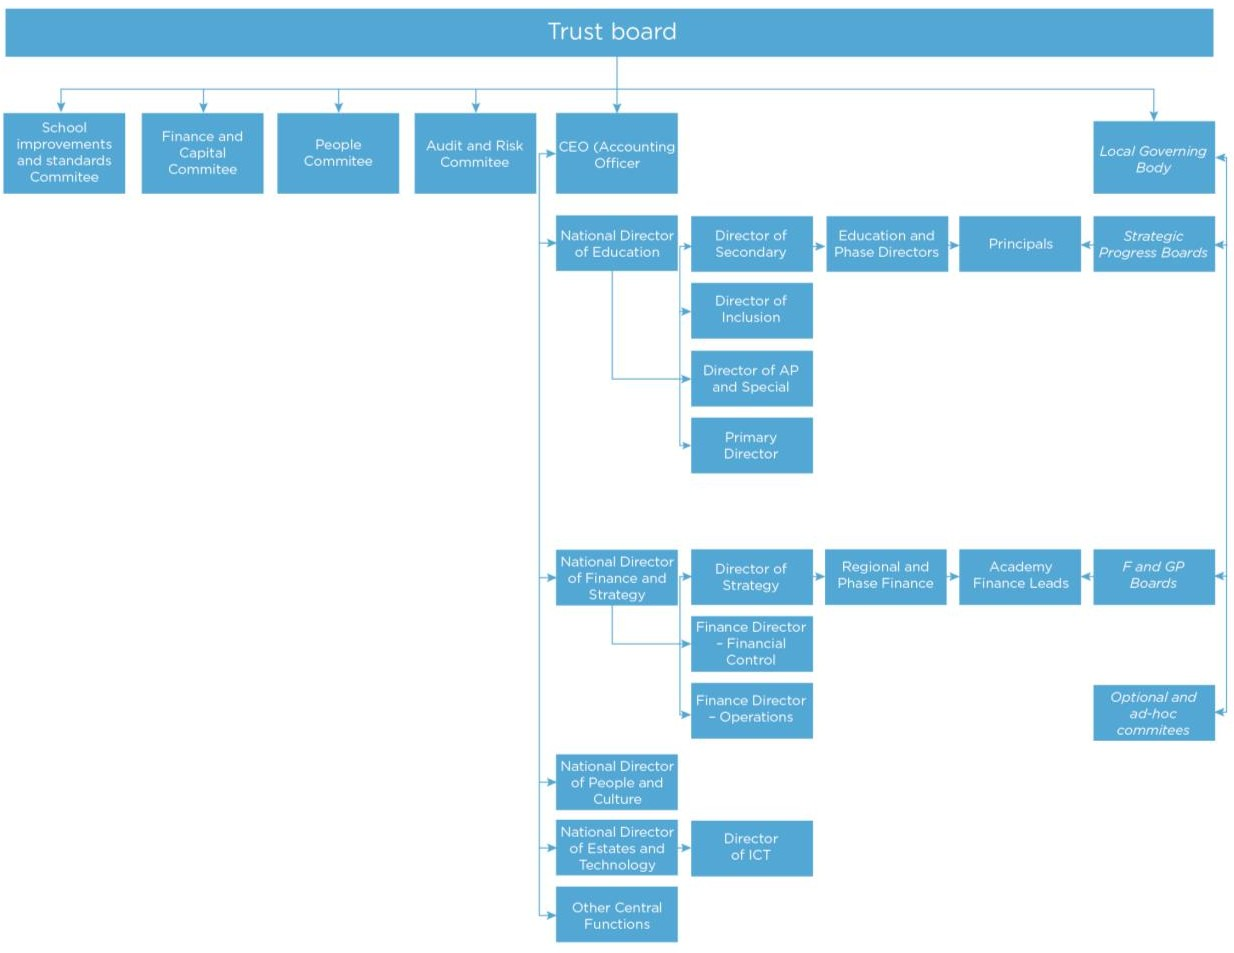 Trust board
School
improvements
and standards
Commitee
Finance and
Capital
Commitee
People
Commitee
Audit and Risk
Commitee
CEO (Accounting
Officer
Local Governing
Body
National Director
of Education
Director of
Secondary
Education and
Phase Directors
Principals
Strategic
Progress Boards
Director of
Inclusion
Director of AP
and Special
Primary
Director
National Director
of Finance and
Strategy
Director of
Strategy
Regional and
Phase Finance
Academy
Finance Leads
F and GP
Boards
Finance Director
– Financial
Control
Finance Director
– Operations
Optional and
ad-hoc
commitees
National Director
of People and
Culture
National Director
of Estates and
Technology
Director
of ICT
Other Central
Functions